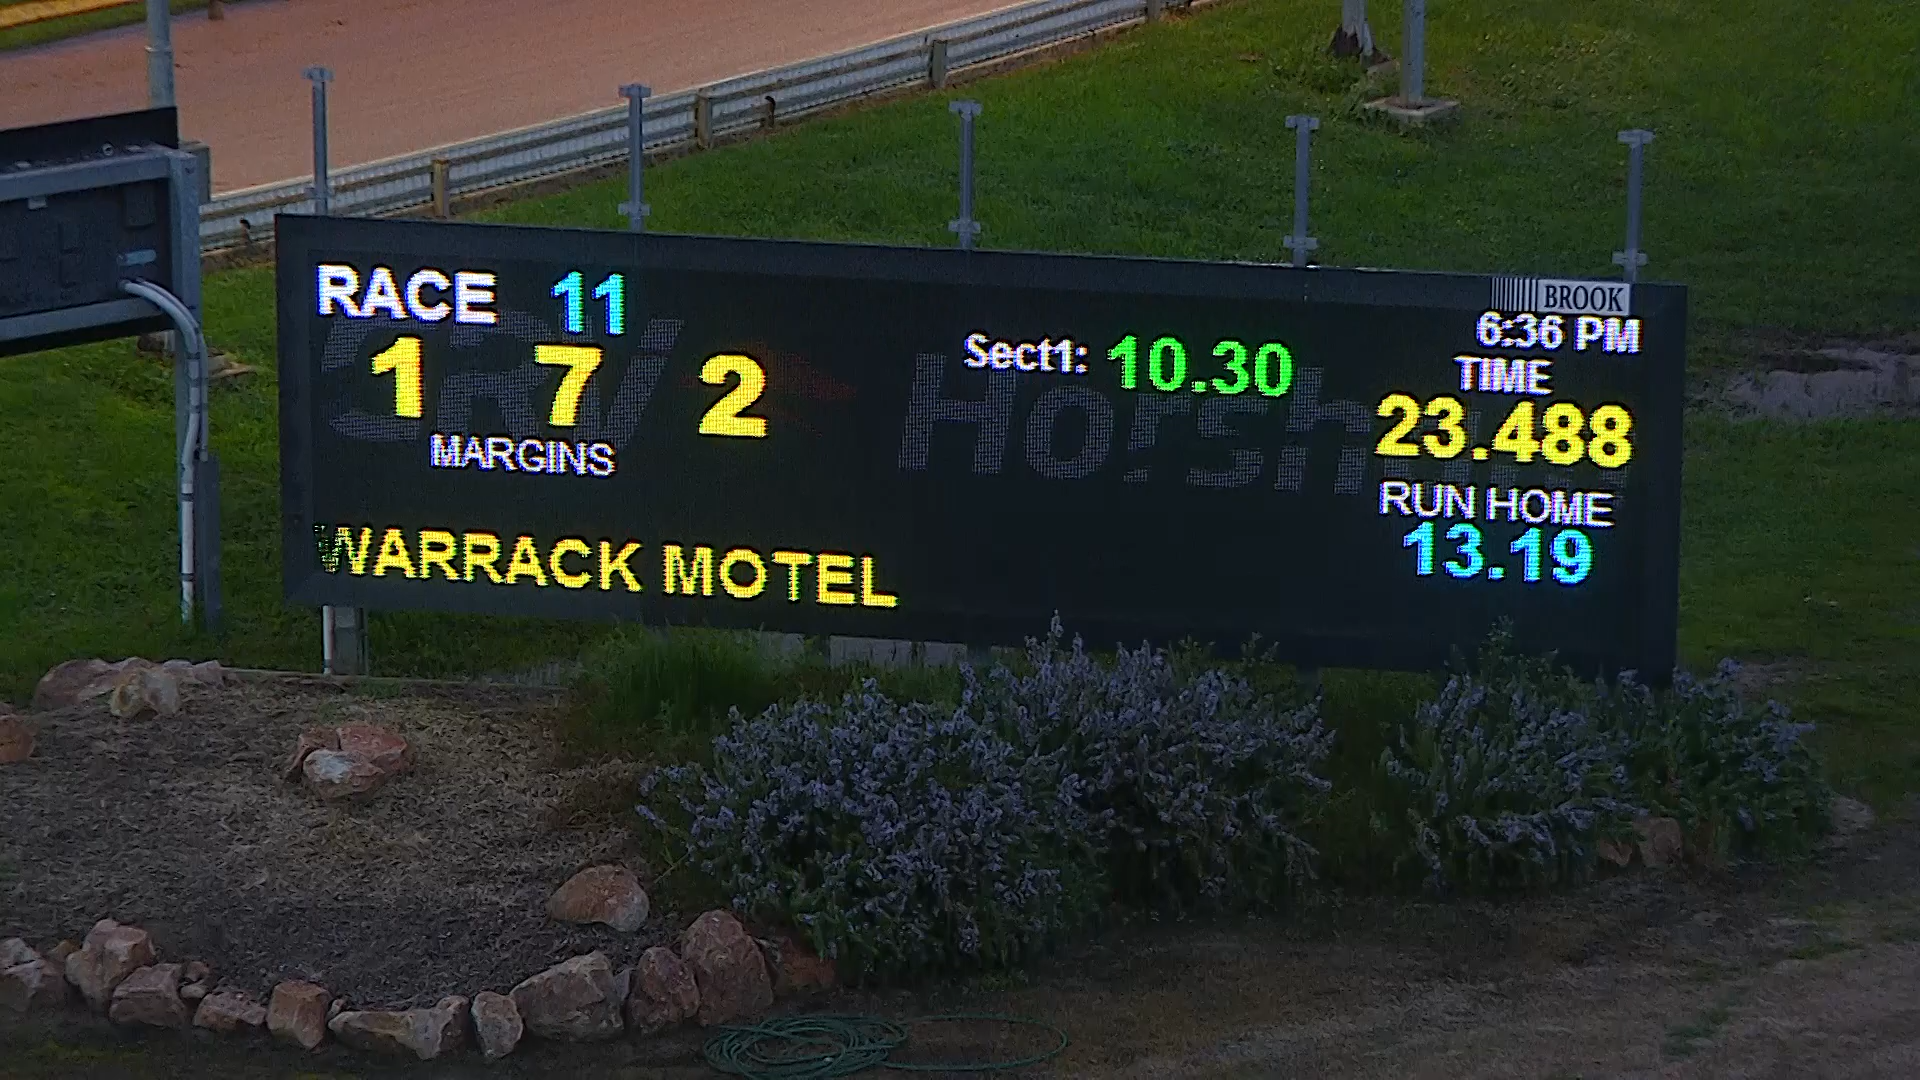 RACE 11
BROOK
6:36 PM
1 7 2
Sect1: 10.30
TIME
23.488
MARGINS
RUN HOME
13.19
WARRACK MOTEL